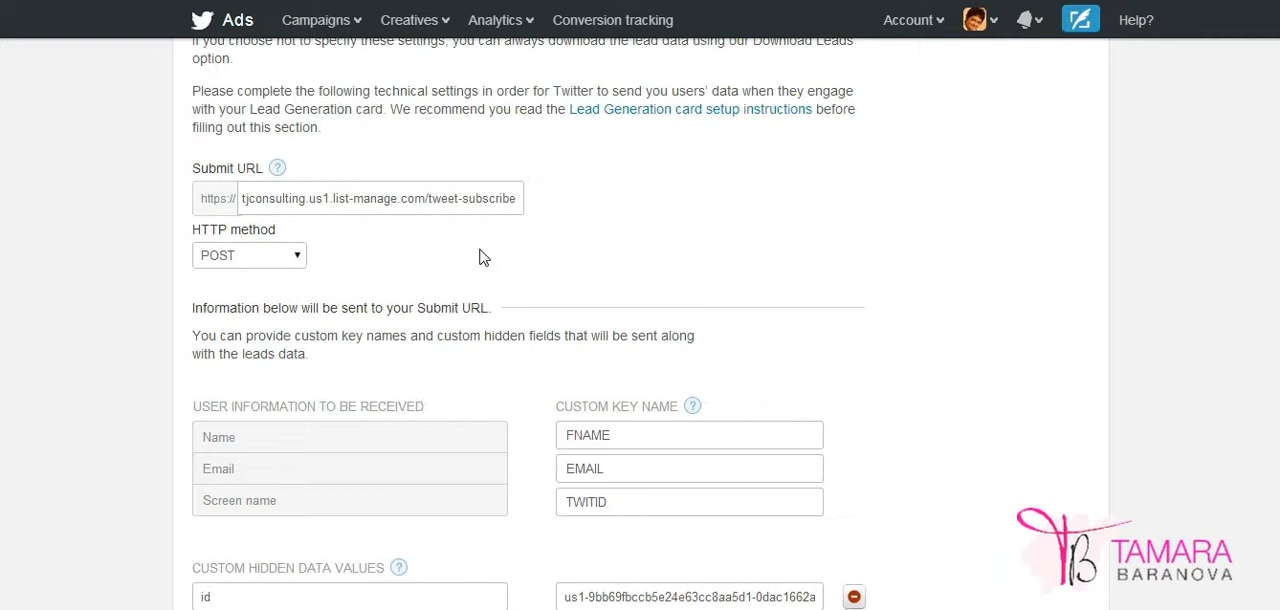 Ads Campaigns Creatives Analytics Conversion tracking Account Help?
If you choose not to specify these settings, you can always download the lead data using our Download Leads
option.
Please complete the following technical settings in order for Twitter to send you users' data when they engage
with your Lead Generation card. We recommend you read the Lead Generation card setup instructions before
filling out this section.
Submit URL ?
https:// tjconsulting.us1.list-manage.com/tweet-subscribe
HTTP method
POST
Information below will be sent to your Submit URL.
You can provide custom key names and custom hidden fields that will be sent along
with the leads data.
USER INFORMATION TO BE RECEIVED CUSTOM KEY NAME ?
Name FNAME
Email EMAIL
Screen name TWITID
CUSTOM HIDDEN DATA VALUES ?
id us1-9bb69fbccb5e24e63cc8aa5d1-0dac1662a
TB TAMARA
BARANOVA